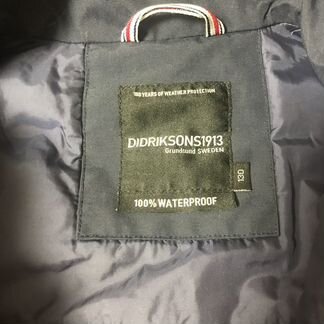 100 YEARS OF WEATHER PROTECTION
DIDRIKSONS1913
Grundsund SWEDEN
130
100% WATERPROOF